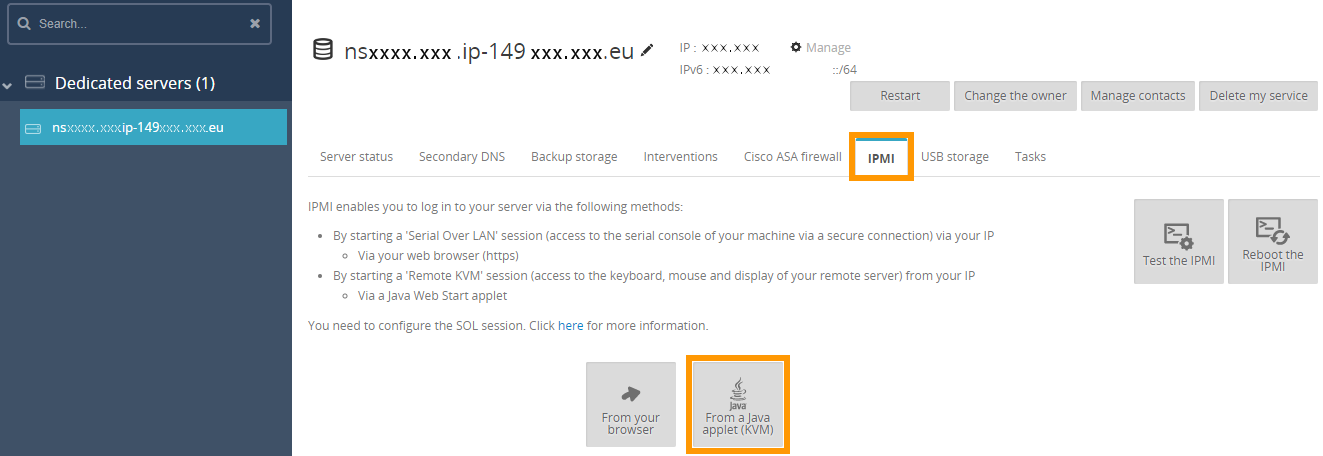 Search...
Dedicated servers (1)
nsxxxx.xxxip-149xxx.xxx.eu
nsxxxx.xxx .ip-149 xxx.xxx.eu
IP : xxx.xxx
Manage
IPv6 : xxx.xxx ::/64
Restart
Change the owner
Manage contacts
Delete my service
Server status
Secondary DNS
Backup storage
Interventions
Cisco ASA firewall
IPMI
USB storage
Tasks
IPMI enables you to log in to your server via the following methods:
By starting a 'Serial Over LAN' session (access to the serial console of your machine via a secure connection) via your IP
Via your web browser (https)
By starting a 'Remote KVM' session (access to the keyboard, mouse and display of your remote server) from your IP
Via a Java Web Start applet
You need to configure the SOL session. Click here for more information.
Test the IPMI
Reboot the
IPMI
From your
browser
Java
From a Java
applet (KVM)